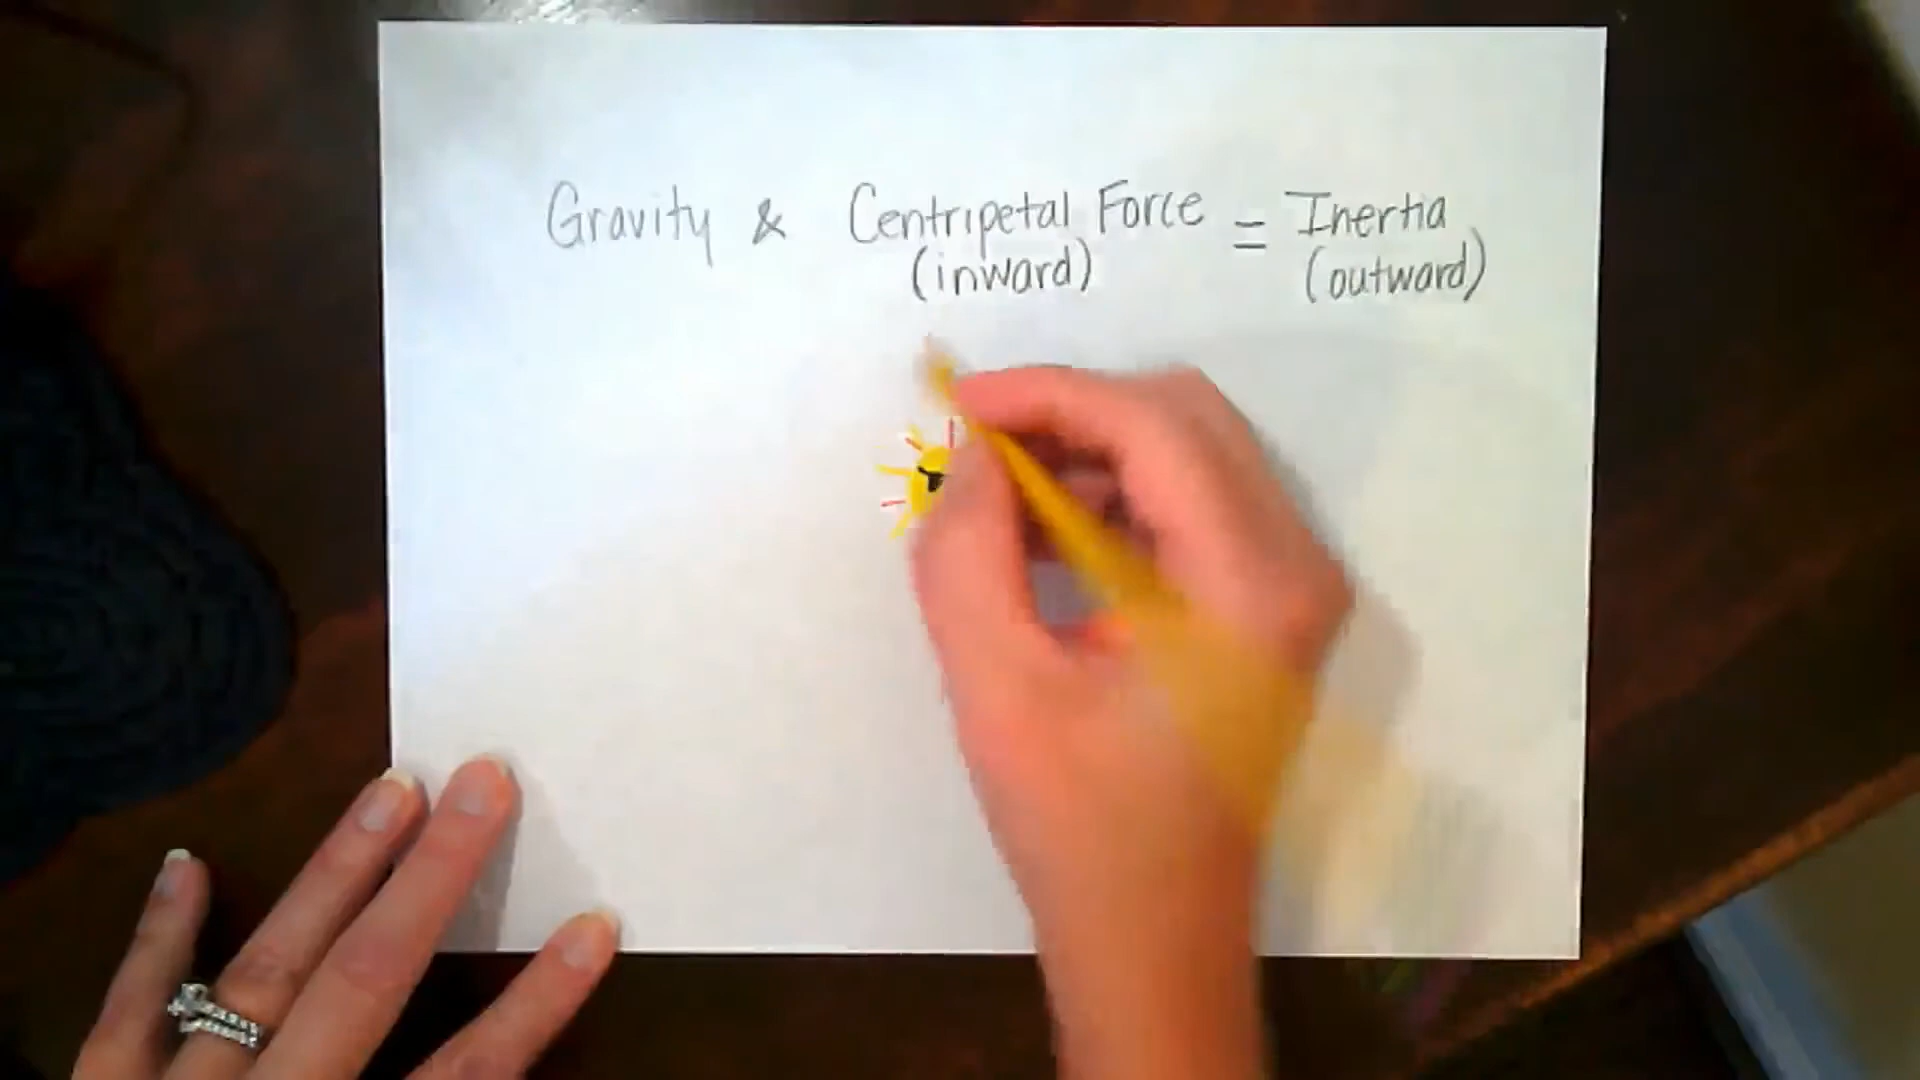 Gravity & Centripetal Force = Inertia
(inward) (outward)